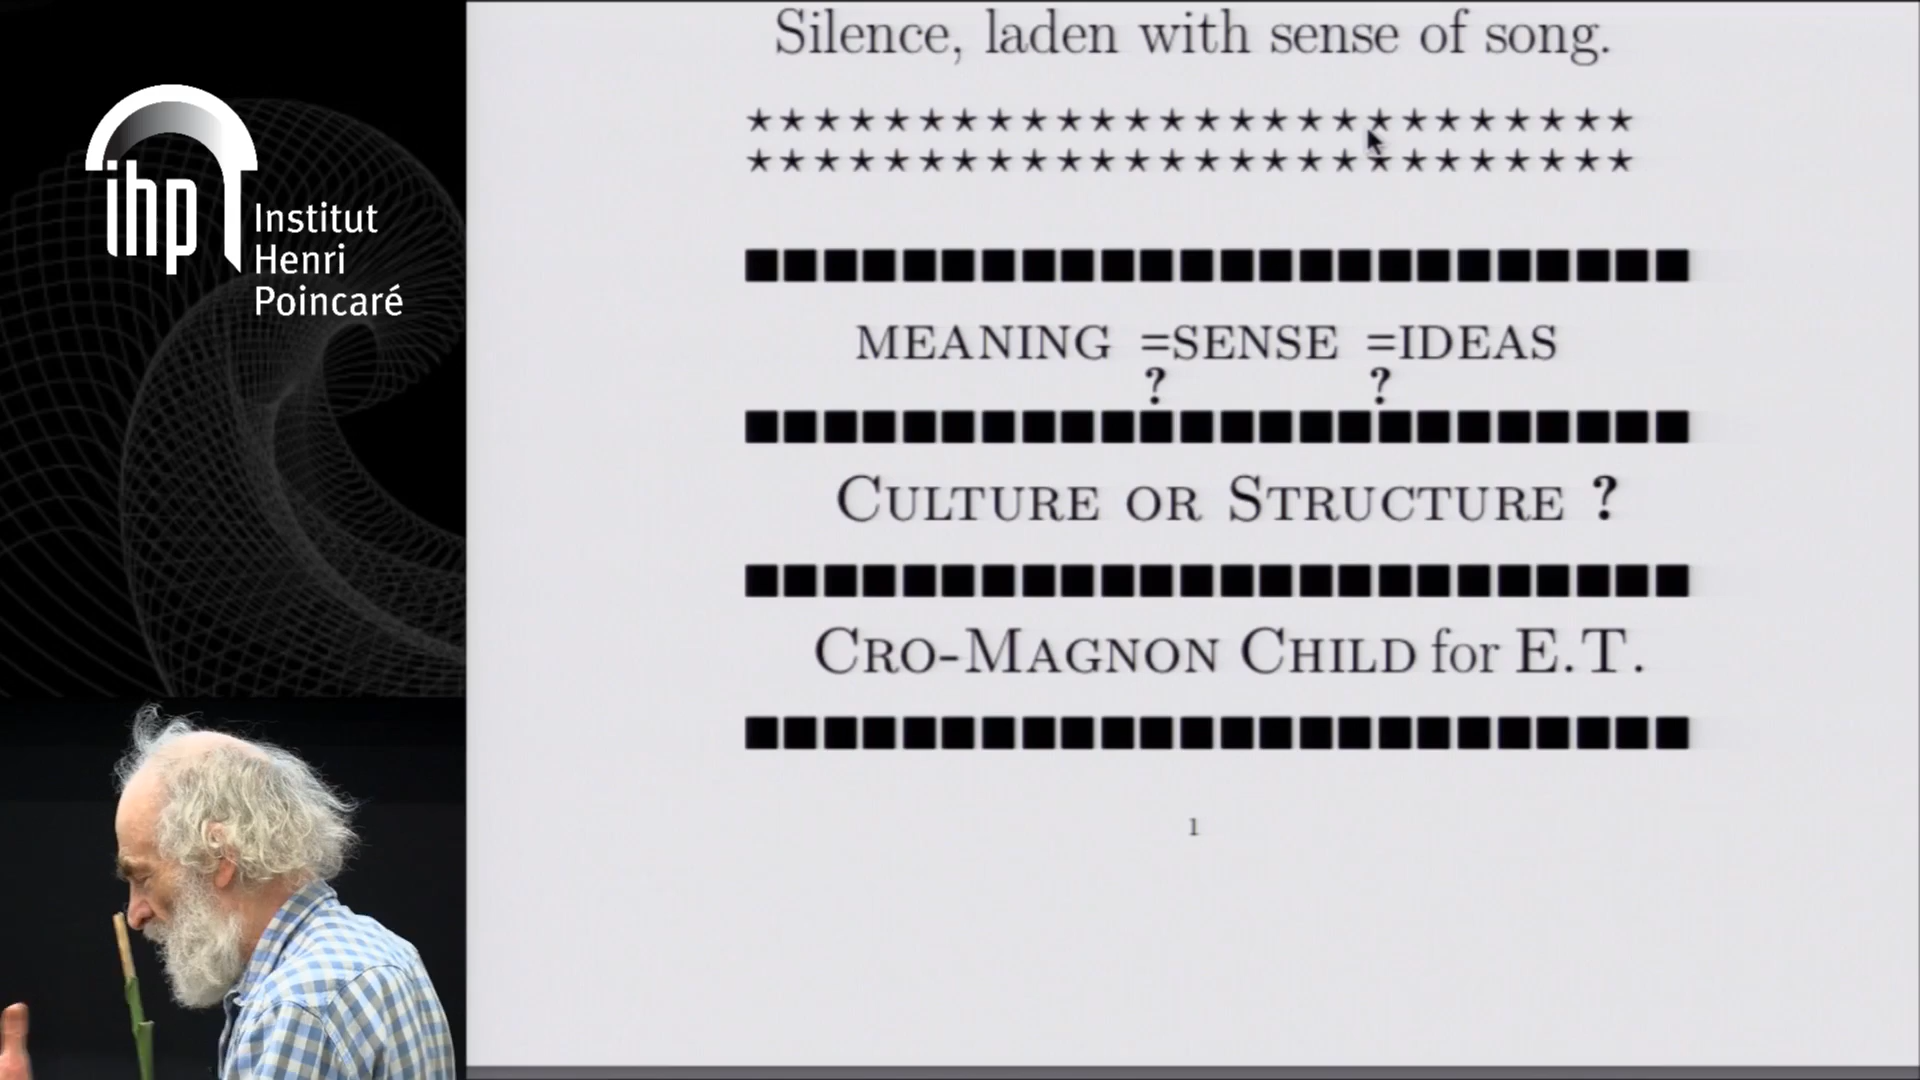 ihp
Institut
Henri
Poincaré
Silence, laden with sense of song.
MEANING =SENSE =IDEAS
? ?
CULTURE OR STRUCTURE ?
CRO-MAGNON CHILD for E.T.
1